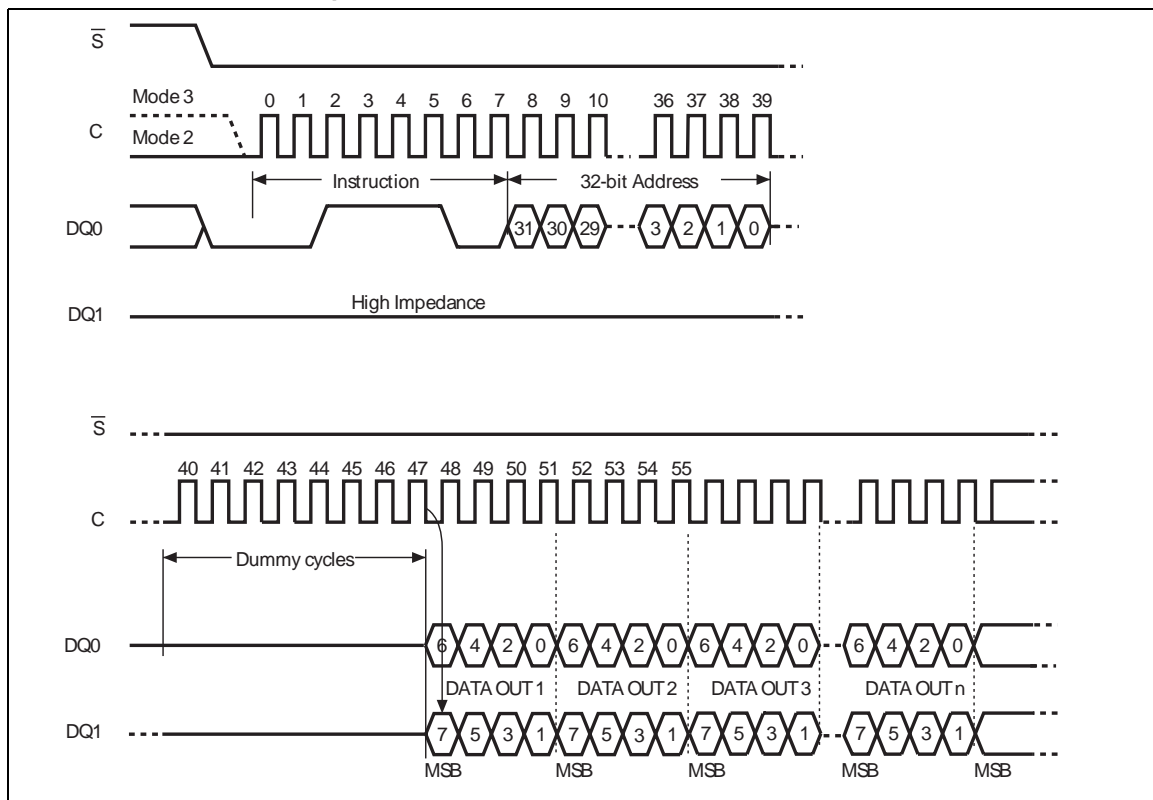 S
Mode 3
0 1 2 3 4 5 6 7 8 9 10 36 37 38 39
C
Mode 2
Instruction 32-bit Address
DQ0 31 30 29 3 2 1 0
High Impedance
DQ1
S
40 41 42 43 44 45 46 47 48 49 50 51 52 53 54 55
C
Dummy cycles
DQ0 6 4 2 0 6 4 2 0 6 4 2 0 6 4 2 0
DATA OUT 1 DATA OUT 2 DATA OUT 3 DATA OUT n
DQ1 7 5 3 1 7 5 3 1 7 5 3 1 7 5 3 1
MSB MSB MSB MSB MSB